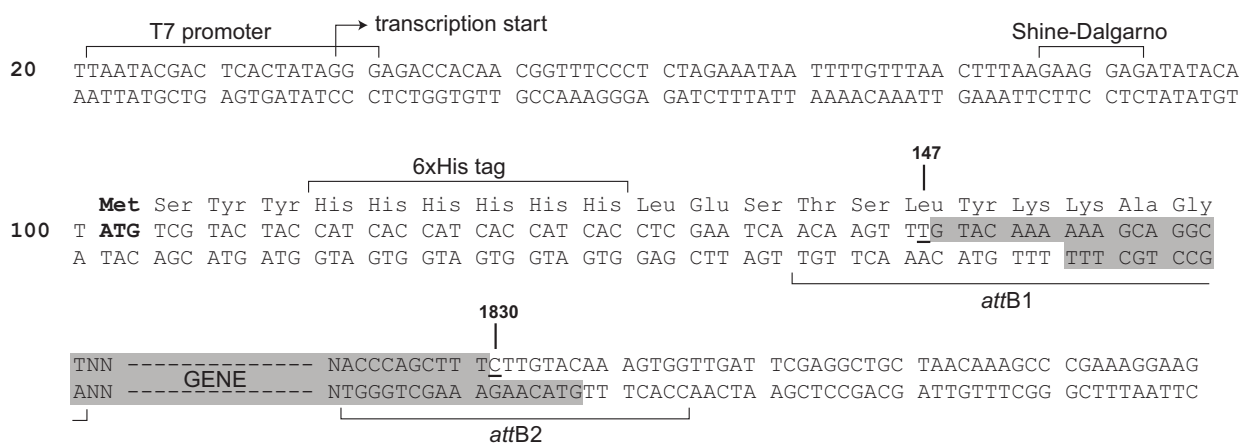 T7 promoter transcription start Shine-Dalgarno
20 TTAATACGAC TCACTATAGG GAGACCACAA CGGTTTCCCT CTAGAAATAA TTTTGTTTAA CTTTAAGAAG GAGATATACA
AATTATGCTG AGTGATATCC CTCTGGTGTT GCCAAAGGGA GATCTTTATT AAAACAAATT GAAATTCTTC CTCTATATGT
6xHis tag 147
Met Ser Tyr Tyr His His His His His His Leu Glu Ser Thr Ser Leu Tyr Lys Lys Ala Gly
100 T ATG TCG TAC TAC CAT CAC CAT CAC CAT CAC CTC GAA TCA ACA AGT TTG TAC AAA AAA GCA GGC
A TAC AGC ATG ATG GTA GTG GTA GTG GTA GTG GAG CTT AGT TGT TCA AAC ATG TTT TTT CGT CCG
attB1
1830
TNN -------------- NACCCAGCTTT CTTGTACAA AGTGGTTGAT TCGAGGCTGC TAACAAAGCC CGAAAGGAAG
GENE
ANN -------------- NTGGGTCGAAA GAACATGTT TCACCAACTA AGCTCCGACG ATTGTTTCGG GCTTTAATTC
attB2